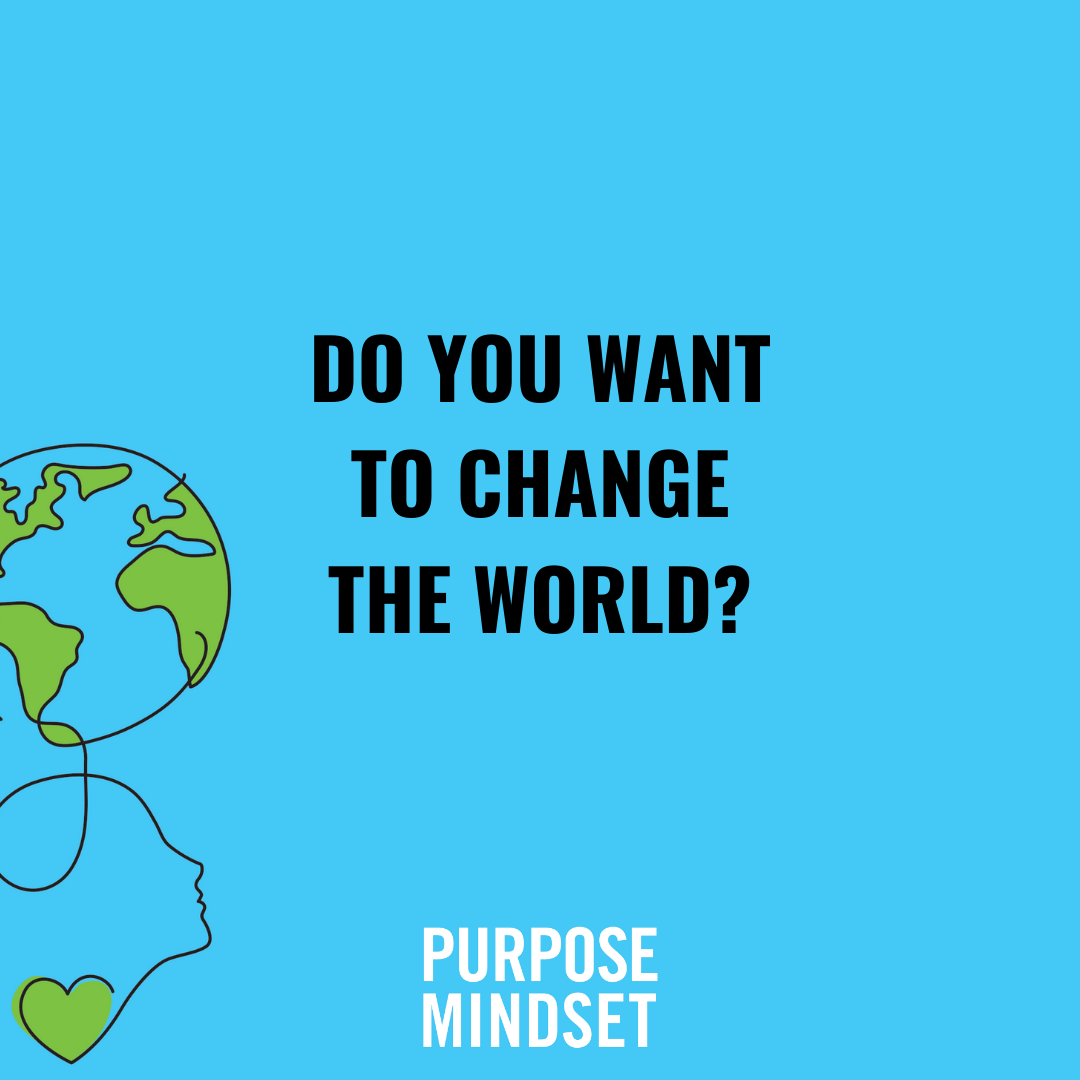 DO YOU WANT
TO CHANGE
THE WORLD?
PURPOSE
MINDSET